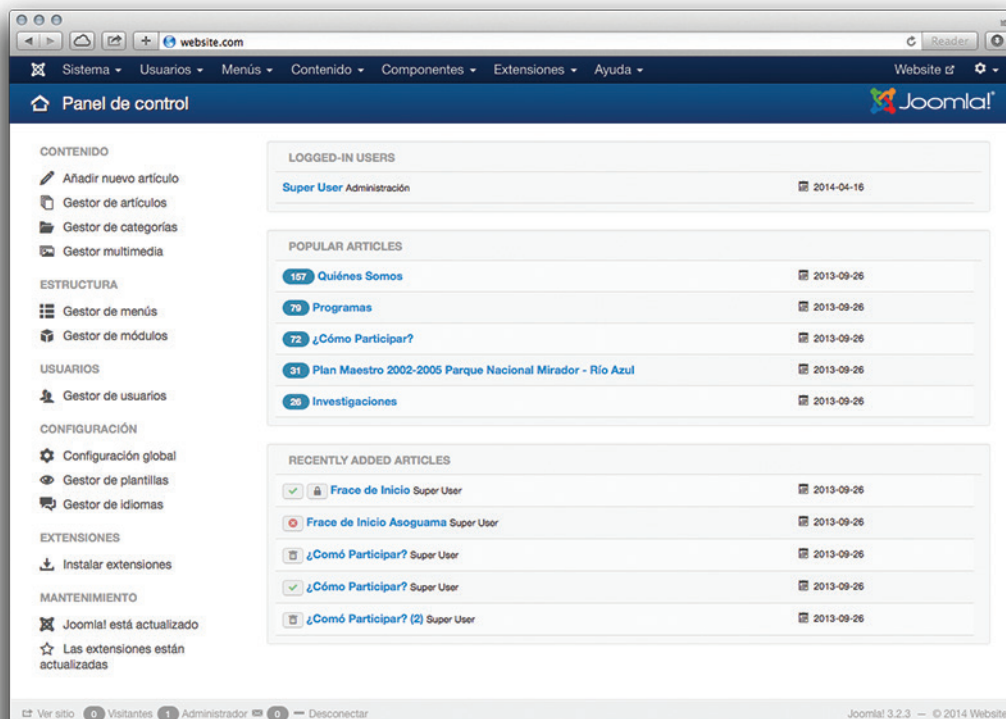 website.com
Reader
Sistema Usuarios Menús Contenido Componentes Extensiones Ayuda Website
Panel de control
Joomla!®
CONTENIDO
Añadir nuevo artículo
Gestor de artículos
Gestor de categorías
Gestor multimedia
ESTRUCTURA
Gestor de menús
Gestor de módulos
USUARIOS
Gestor de usuarios
CONFIGURACIÓN
Configuración global
Gestor de plantillas
Gestor de idiomas
EXTENSIONES
Instalar extensiones
MANTENIMIENTO
Joomla! está actualizado
Las extensiones están
actualizadas
LOGGED-IN USERS
Super User Administración 2014-04-16
POPULAR ARTICLES
157 Quiénes Somos 2013-09-26
79 Programas 2013-09-26
72 ¿Cómo Participar? 2013-09-26
31 Plan Maestro 2002-2005 Parque Nacional Mirador - Río Azul 2013-09-26
26 Investigaciones 2013-09-26
RECENTLY ADDED ARTICLES
Frace de Inicio Super User 2013-09-26
Frace de Inicio Asoguama Super User 2013-09-26
¿Comó Participar? Super User 2013-09-26
¿Cómo Participar? Super User 2013-09-26
¿Comó Participar? (2) Super User 2013-09-26
Ver sitio 0 Visitantes 1 Administrador 0 Desconectar
Joomla! 3.2.3 — © 2014 Website